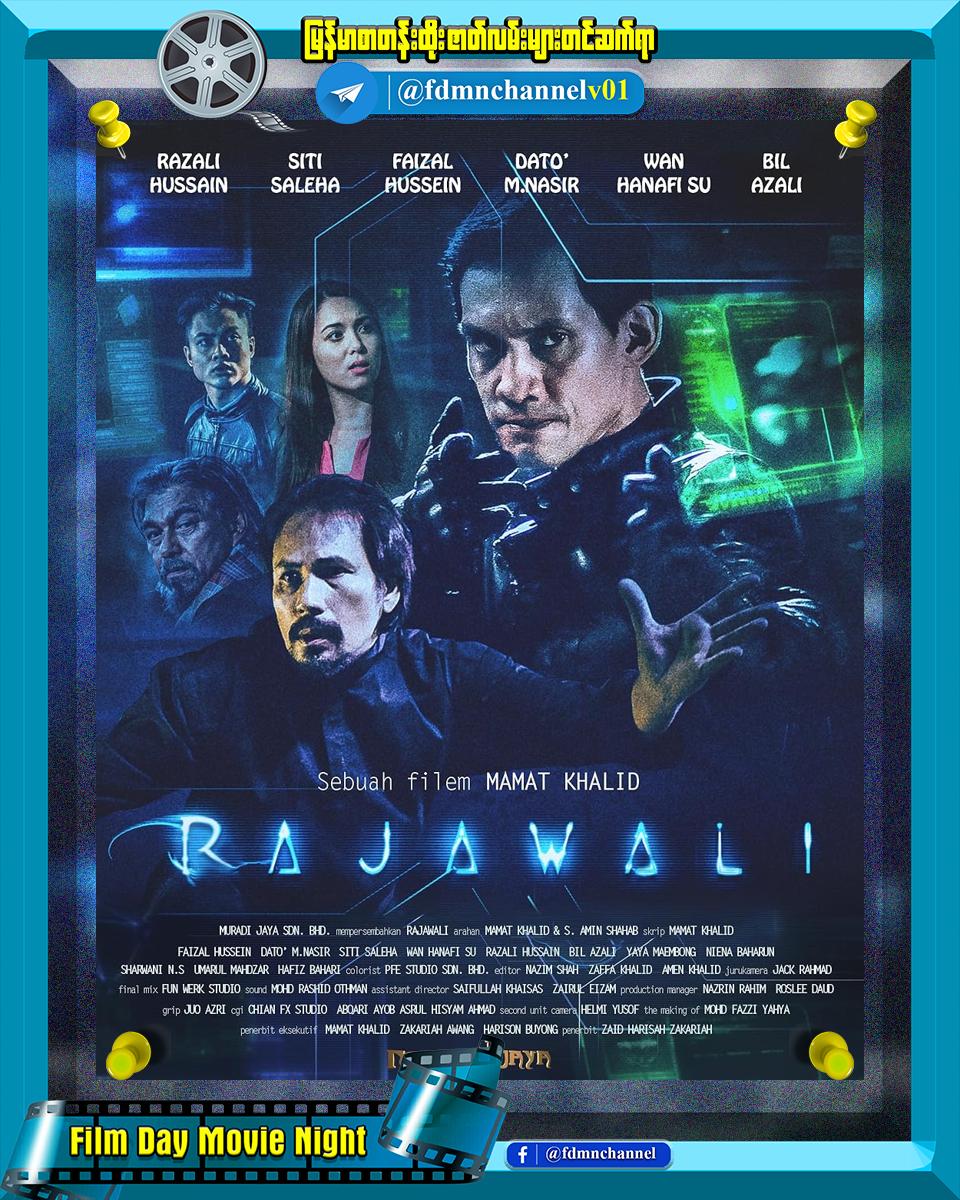 မြန်မာစာတန်းထိုးဇာတ်လမ်းများတင်ဆက်ရာ
@fdmnchannelv01
RAZALI HUSSAIN
SITI SALEHA
FAIZAL HUSSEIN
DATO' M.NASIR
WAN HANAFI SU
BIL AZALI
Sebuah filem MAMAT KHALID
RAJAWALI
MURADI JAYA SDN. BHD. mempersembahkan RAJAWALI arahan MAMAT KHALID & S. AMIN SHAHAB skrip MAMAT KHALID
FAIZAL HUSSEIN DATO' M.NASIR SITI SALEHA WAN HANAFI SU RAZALI HUSSAIN BIL AZALI YAYA MAEMBONG NIENA BAHARUN
SHARWANI N.S UMARUL MAHDZAR HAFIZ BAHARI colorist PFE STUDIO SDN. BHD. editor NAZIM SHAH ZAFFA KHALID AMEN KHALID jurukamera JACK RAHMAD
final mix FUN WERK STUDIO sound MOHD RASHID OTHMAN assistant director SAIFULLAH KHAISAS ZAIRUL EIZAM production manager NAZRIN RAHIM ROSLEE DAUD
grip JUO AZRI cgi CHIAN FX STUDIO ABQARI AYOB ASRUL HISYAM AHMAD second unit camera HELMI YUSOF the making of MOHD FAZZI YAHYA
penerbit eksekutif MAMAT KHALID ZAKARIAH AWANG HARISON BUYONG penerbit ZAID HARISAH ZAKARIAH
JAYA
Film Day Movie Night
@fdmnchannel